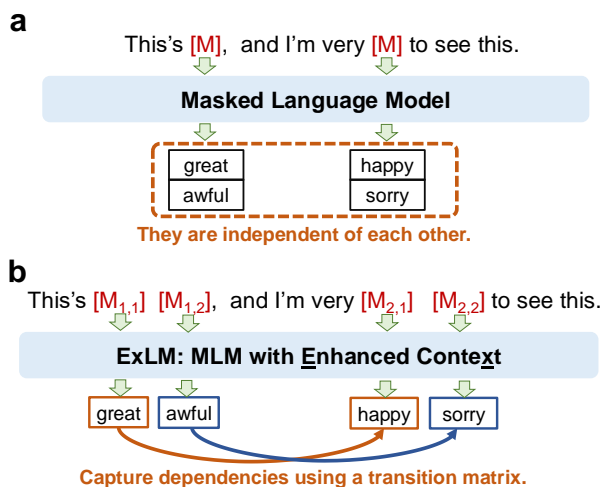 a
This's [M], and I'm very [M] to see this.
Masked Language Model
great happy
awful sorry
They are independent of each other.
b
This's [M1,1] [M1,2], and I'm very [M2,1] [M2,2] to see this.
ExLM: MLM with Enhanced Context
great awful happy sorry
Capture dependencies using a transition matrix.